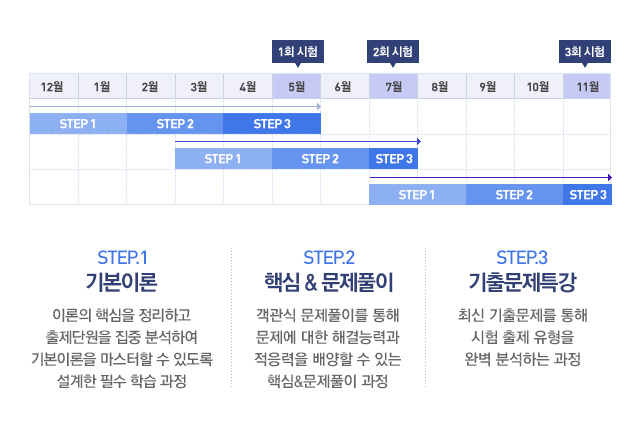 1회 시험 2회 시험 3회 시험
12월 1월 2월 3월 4월 5월 6월 7월 8월 9월 10월 11월
STEP 1 STEP 2 STEP 3
STEP 1 STEP 2 STEP 3
STEP 1 STEP 2 STEP 3
STEP.1
기본이론
이론의 핵심을 정리하고
출제단원을 집중 분석하여
기본이론을 마스터할 수 있도록
설계한 필수 학습 과정
STEP.2
핵심 & 문제풀이
객관식 문제풀이를 통해
문제에 대한 해결능력과
적응력을 배양할 수 있는
핵심&문제풀이 과정
STEP.3
기출문제특강
최신 기출문제를 통해
시험 출제 유형을
완벽 분석하는 과정